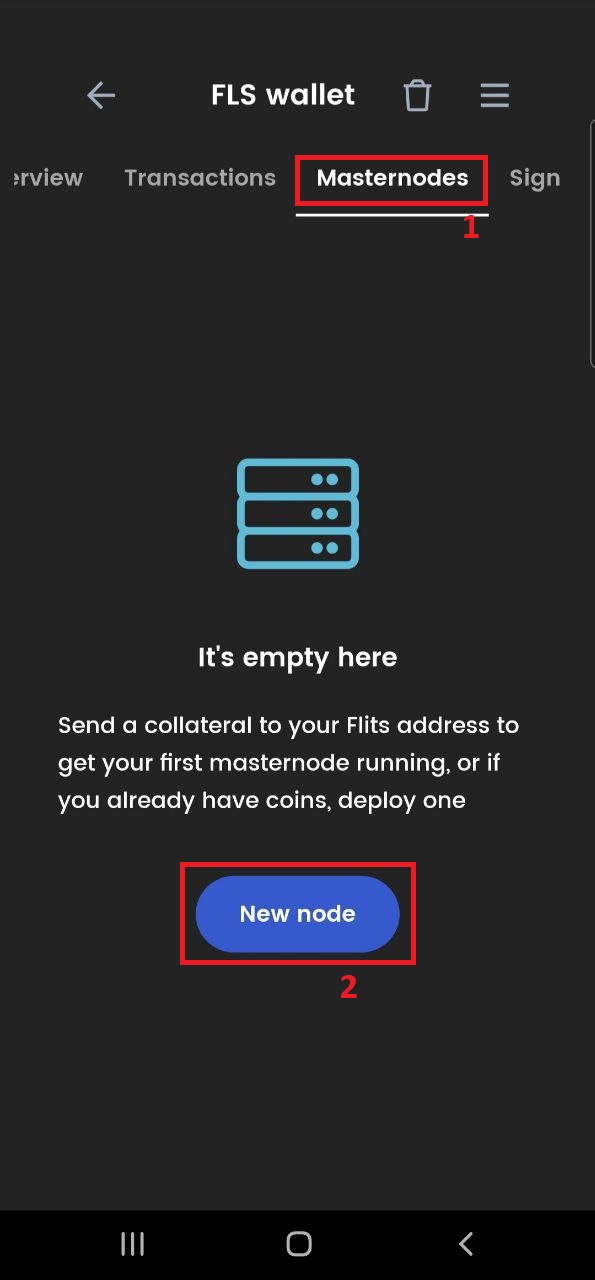 FLS wallet
erview Transactions Masternodes Sign
1
It's empty here
Send a collateral to your Flits address to
get your first masternode running, or if
you already have coins, deploy one
New node
2